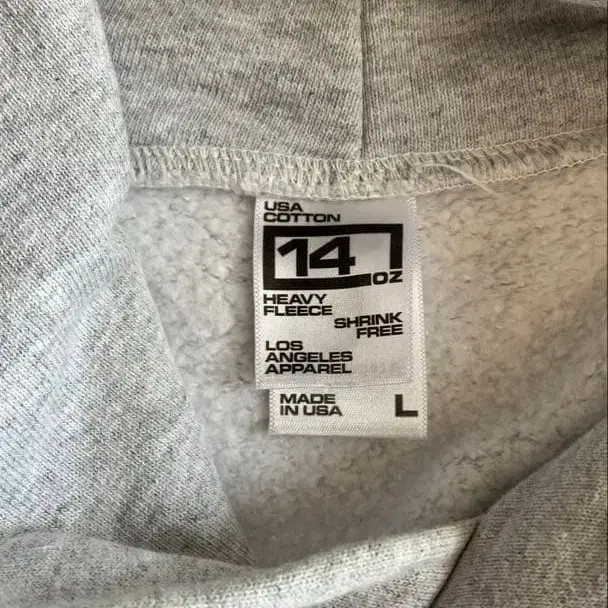 USA
COTTON
14
OZ
HEAVY
FLEECE
SHRINK
FREE
LOS
ANGELES
APPAREL
MADE
IN USA
L